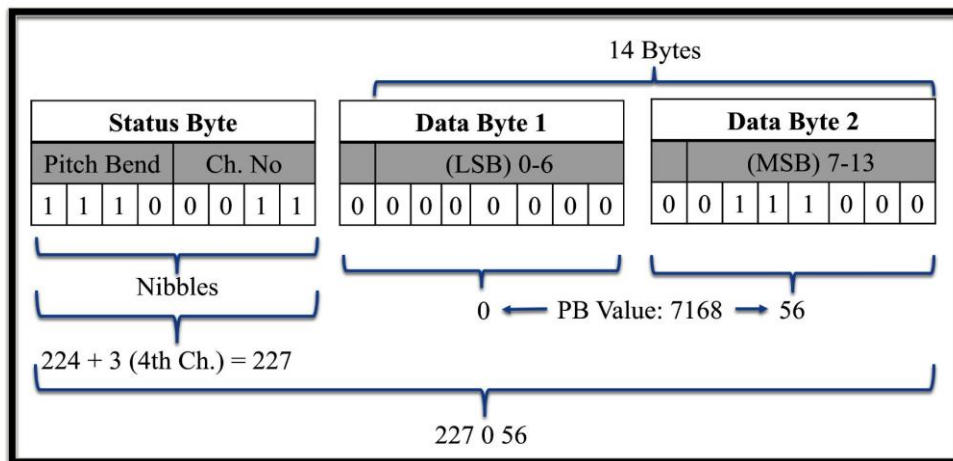 14 Bytes
Status Byte Data Byte 1 Data Byte 2
Pitch Bend Ch. No (LSB) 0-6 (MSB) 7-13
1 1 1 0 0 0 1 1 0 0 0 0 0 0 0 0 0 0 1 1 1 0 0 0
Nibbles
0 PB Value: 7168 56
224 + 3 (4th Ch.) = 227
227 0 56